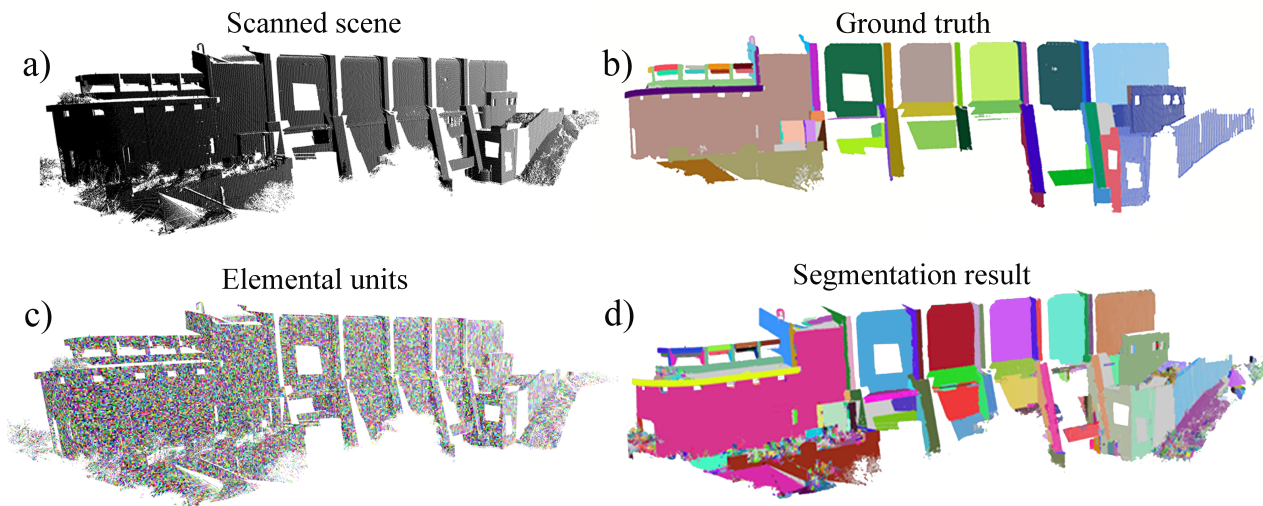 Scanned scene
a)
Ground truth
b)
Elemental units
c)
Segmentation result
d)